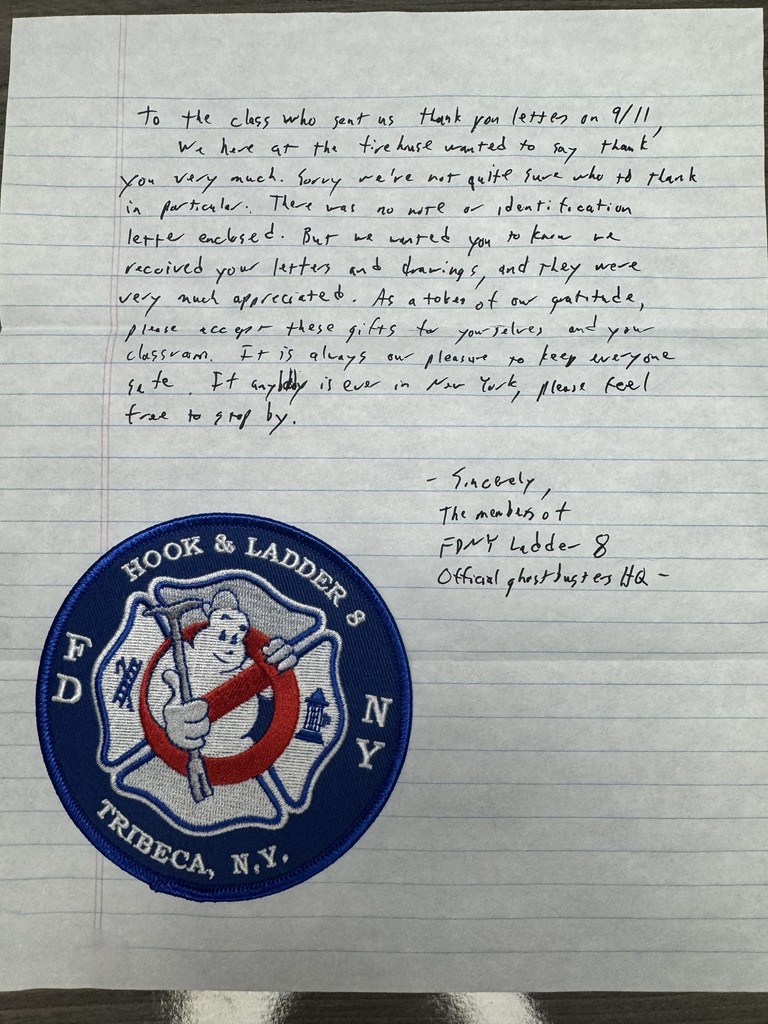 To the class who sent us thank you letters on 9/11,
We here at the firehouse wanted to say thank
you very much. Sorry we're not quite sure who to thank
in particular. There was no note or identification
letter enclosed. But we wanted you to know we
received your letters and drawings, and they were
very much appreciated. As a token of our gratitude,
please accept these gifts for yourselves and your
classroom. It is always our pleasure to keep everyone
safe. If anybody is ever in New York, please feel
free to stop by.
- Sincerely,
The members of
FDNY Ladder 8
Official ghostbusters HQ -
HOOK & LADDER 8
FD
NY
TRIBECA, N.Y.